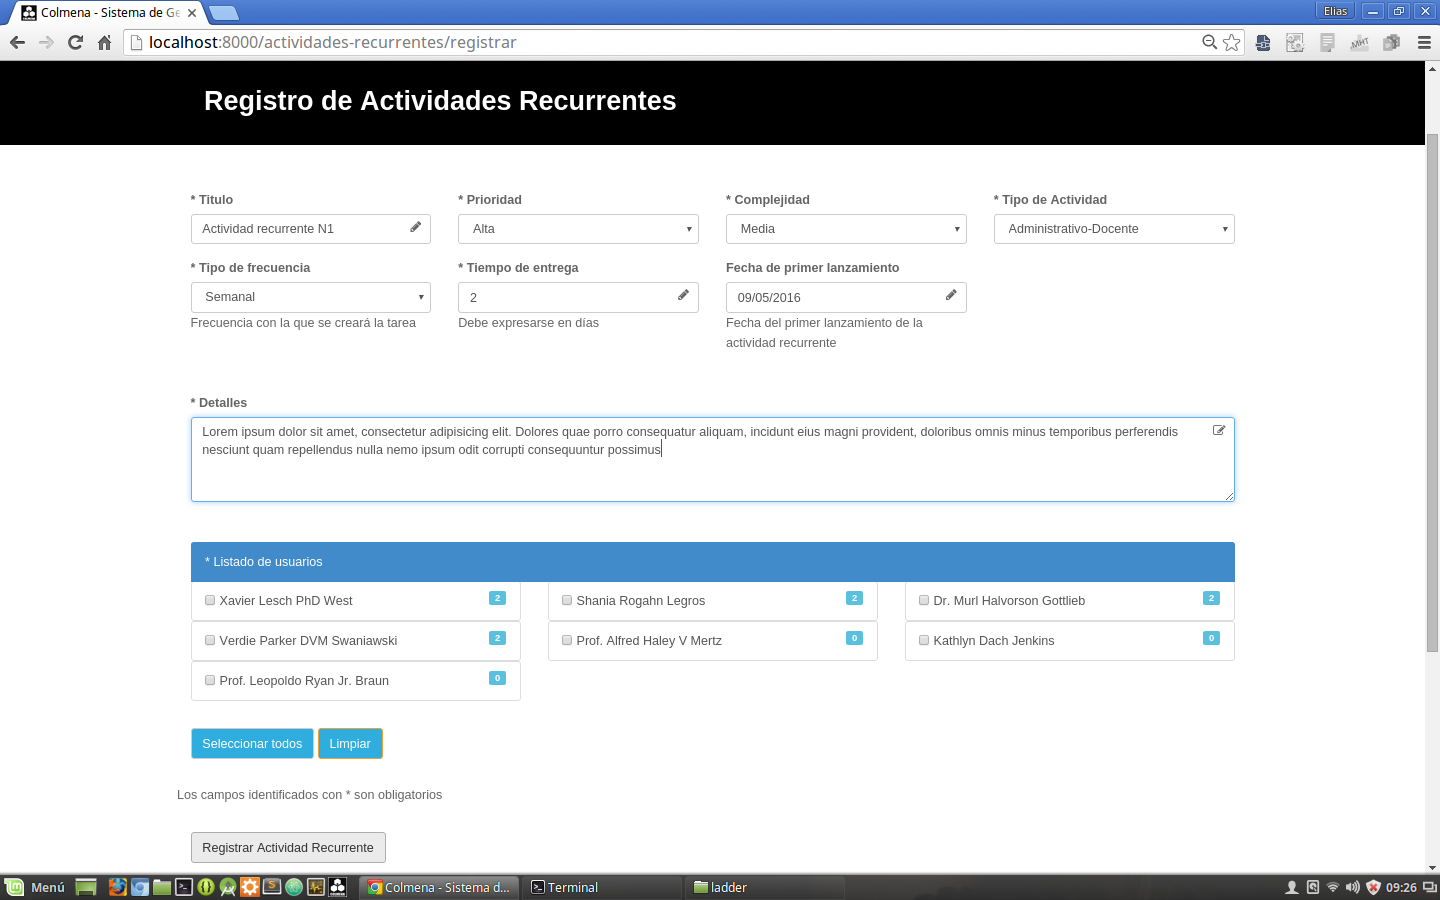 Colmena - Sistema de Ge
Elias
localhost:8000/actividades-recurrentes/registrar
MHT
Registro de Actividades Recurrentes
* Titulo
* Prioridad
* Complejidad
* Tipo de Actividad
Actividad recurrente N1
Alta
Media
Administrativo-Docente
* Tipo de frecuencia
* Tiempo de entrega
Fecha de primer lanzamiento
Semanal
2
09/05/2016
Frecuencia con la que se creará la tarea
Debe expresarse en días
Fecha del primer lanzamiento de la
actividad recurrente
* Detalles
Lorem ipsum dolor sit amet, consectetur adipisicing elit. Dolores quae porro consequatur aliquam, incidunt eius magni provident, doloribus omnis minus temporibus perferendis
nesciunt quam repellendus nulla nemo ipsum odit corrupti consequuntur possimus
* Listado de usuarios
Xavier Lesch PhD West 2
Shania Rogahn Legros 2
Dr. Murl Halvorson Gottlieb 2
Verdie Parker DVM Swaniawski 2
Prof. Alfred Haley V Mertz 0
Kathlyn Dach Jenkins 0
Prof. Leopoldo Ryan Jr. Braun 0
Seleccionar todos
Limpiar
Los campos identificados con * son obligatorios
Registrar Actividad Recurrente
Menú
Colmena - Sistema d...
Terminal
ladder
09:26